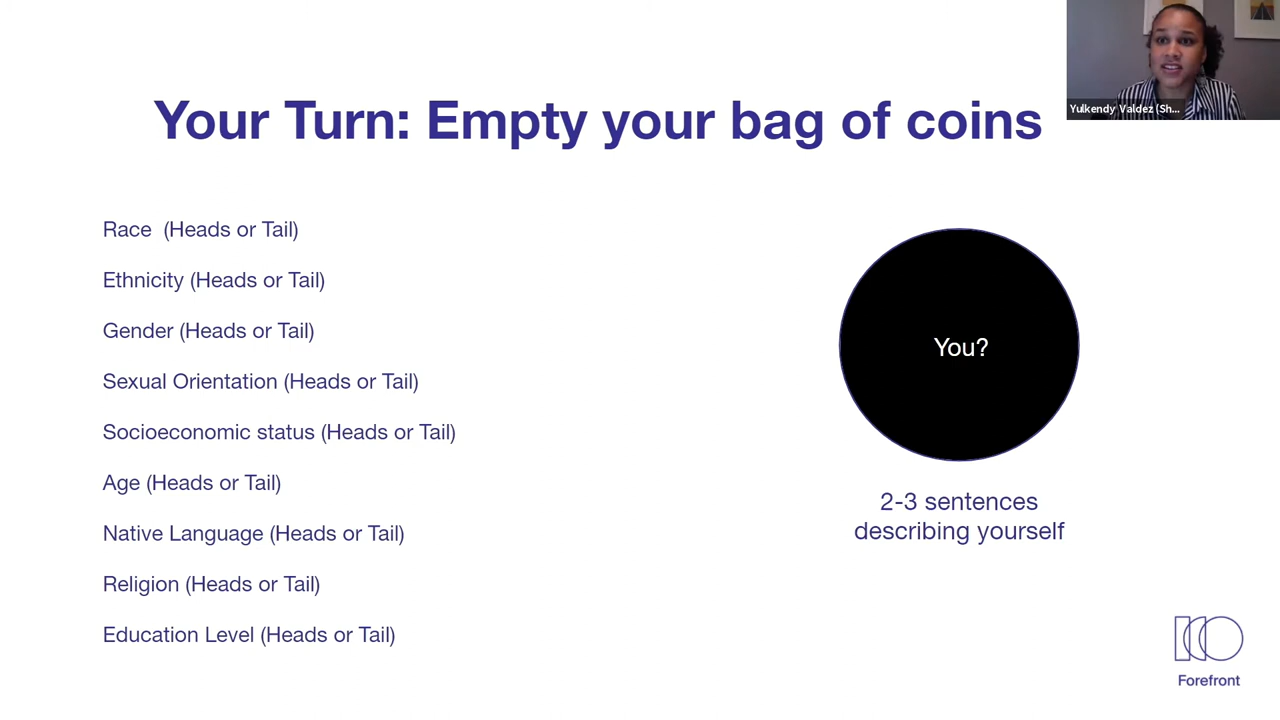 Yulkendy Valdez (Sh...
Your Turn: Empty your bag of coins
Race (Heads or Tail)
Ethnicity (Heads or Tail)
Gender (Heads or Tail)
Sexual Orientation (Heads or Tail)
Socioeconomic status (Heads or Tail)
Age (Heads or Tail)
Native Language (Heads or Tail)
Religion (Heads or Tail)
Education Level (Heads or Tail)
You?
2-3 sentences
describing yourself
Forefront